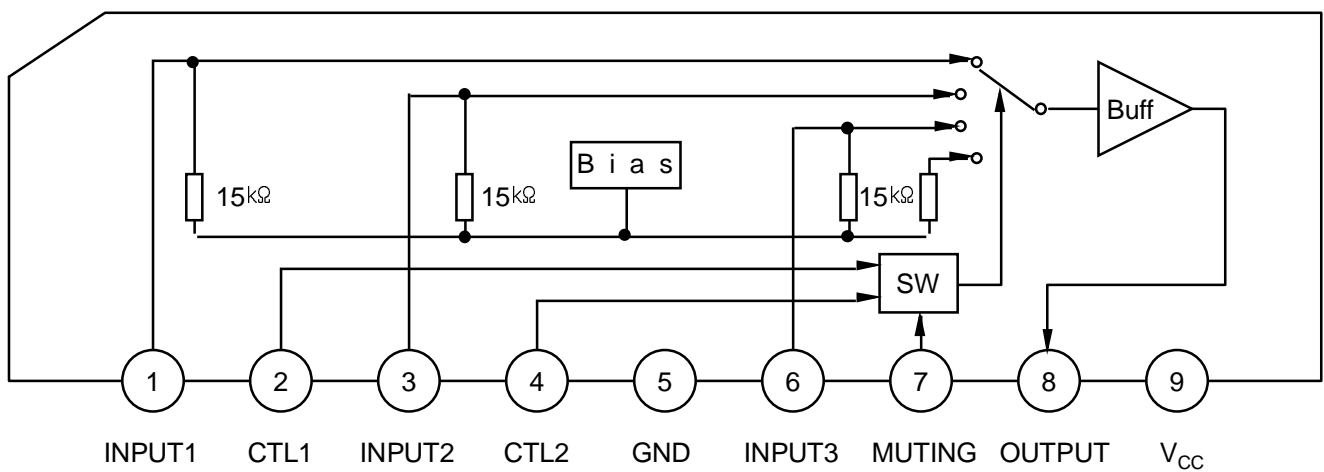 Buff
B i a s
15kΩ
15kΩ
15kΩ
SW
1
2
3
4
5
6
7
8
9
INPUT1
CTL1
INPUT2
CTL2
GND
INPUT3
MUTING
OUTPUT
VCC